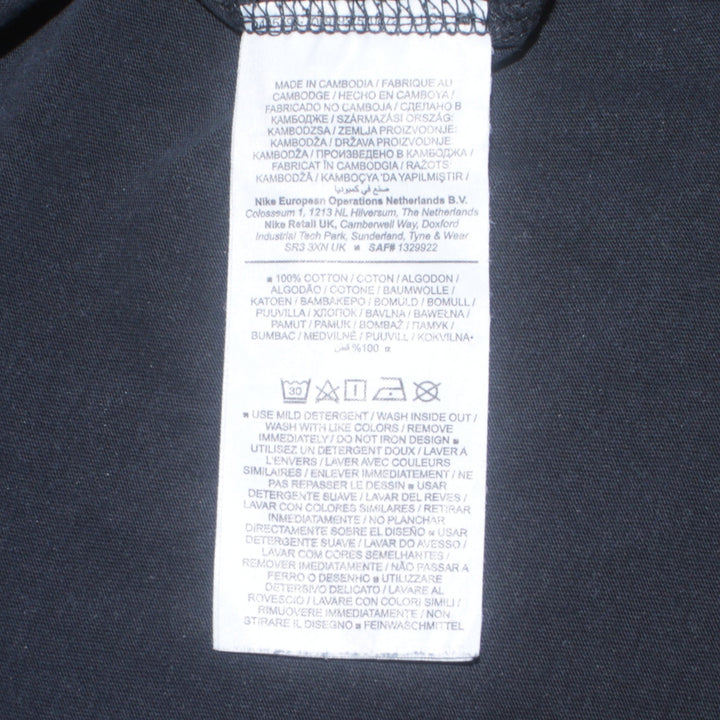 MADE IN CAMBODIA / FABRIQUE AU
CAMBODGE / HECHO EN CAMBOYA /
FABRICADO NO CAMBOJA / СДЕЛАНО В
КАМБОДЖЕ / SZÁRMAZÁSI ORSZÁG:
KAMBODZSA / ZEMLJA PROIZVODNJE:
KAMBODŽA / DRŽAVA PROIZVODNJE:
KAMBODŽA / ПРОИЗВЕДЕНО В КАМБОДЖА /
FABRICAT ÎN CAMBODGIA / RAŽOTS:
KAMBODŽĀ / KAMBOÇYA 'DA YAPILMIŞTIR /
صنع في كمبوديا
Nike European Operations Netherlands B.V.
Colosseum 1, 1213 NL Hilversum, The Netherlands
Nike Retail UK, Camberwell Way, Doxford
Industrial Tech Park, Sunderland, Tyne & Wear
SR3 3XN UK ■ SAF# 1329922
■ 100% COTTON / COTON / ALGODON /
ALGODÃO / COTONE / BAUMWOLLE /
KATOEN / ΒΑΜΒΑΚΕΡΟ / BOMULD / BOMULL /
PUUVILLA / ХЛОПОК / BAVLNA / BAWEŁNA /
PAMUT / PAMUK / BOMBAŽ / ПАМУК /
BUMBAC / MEDVILNĖ / PUUVILL / KOKVILNA
%100
30
■ USE MILD DETERGENT / WASH INSIDE OUT /
WASH WITH LIKE COLORS / REMOVE
IMMEDIATELY / DO NOT IRON DESIGN ■
UTILISEZ UN DETERGENT DOUX / LAVER À
L'ENVERS / LAVER AVEC COULEURS
SIMILAIRES / ENLEVER IMMEDIATEMENT / NE
PAS REPASSER LE DESSIN ■ USAR
DETERGENTE SUAVE / LAVAR DEL REVES /
LAVAR CON COLORES SIMILARES / RETIRAR
INMEDIATAMENTE / NO PLANCHAR
DIRECTAMENTE SOBRE EL DISEÑO ■ USAR
DETERGENTE SUAVE / LAVAR DO AVESSO /
LAVAR COM CORES SEMELHANTES /
REMOVER IMEDIATAMENTE / NÃO PASSAR A
FERRO O DESENHO ■ UTILIZZARE
DETERSIVO DELICATO / LAVARE AL
ROVESCIO / LAVARE CON COLORI SIMILI /
RIMUOVERE IMMEDIATAMENTE / NON
STIRARE IL DISEGNO ■ FEINWASCHMITTEL